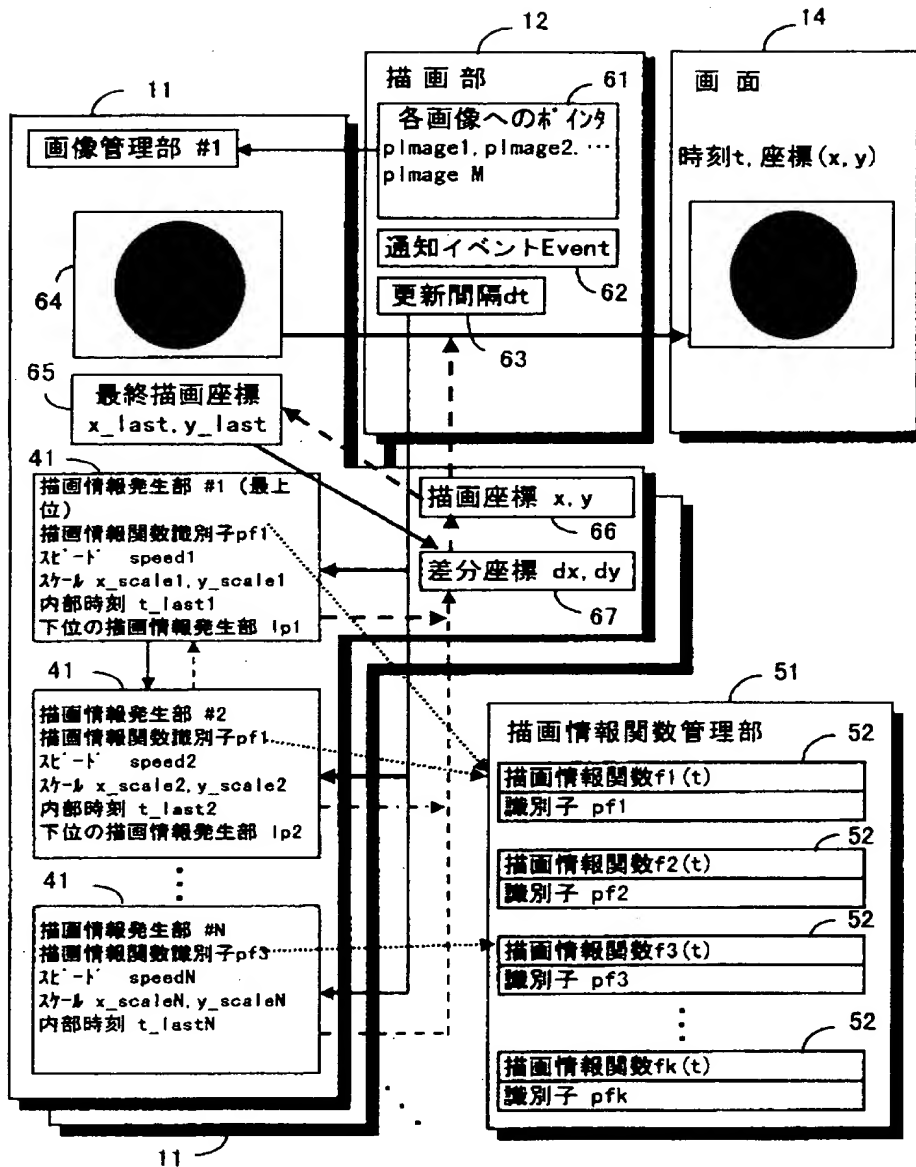 12
14
描画部
61
画面
11
各画像へのポインタ
画像管理部 #1
pImage1, pImage2, …
pImage M
時刻t, 座標(x, y)
通知イベントEvent
64
62
更新間隔dt
63
65
最終描画座標
x_last, y_last
41
描画情報発生部 #1 (最上
位)
描画情報関数識別子pf1
スピード speed1
スケール x_scale1, y_scale1
内部時刻 t_last1
下位の描画情報発生部 lp1
描画座標 x, y
66
差分座標 dx, dy
67
41
描画情報発生部 #2
描画情報関数識別子pf1
スピード speed2
スケール x_scale2, y_scale2
内部時刻 t_last2
下位の描画情報発生部 lp2
51
描画情報関数管理部
52
描画情報関数f1(t)
識別子 pf1
52
描画情報関数f2(t)
識別子 pf2
52
描画情報関数f3(t)
識別子 pf3
52
描画情報関数fk(t)
識別子 pfk
41
描画情報発生部 #N
描画情報関数識別子pf3
スピード speedN
スケール x_scaleN, y_scaleN
内部時刻 t_lastN
11